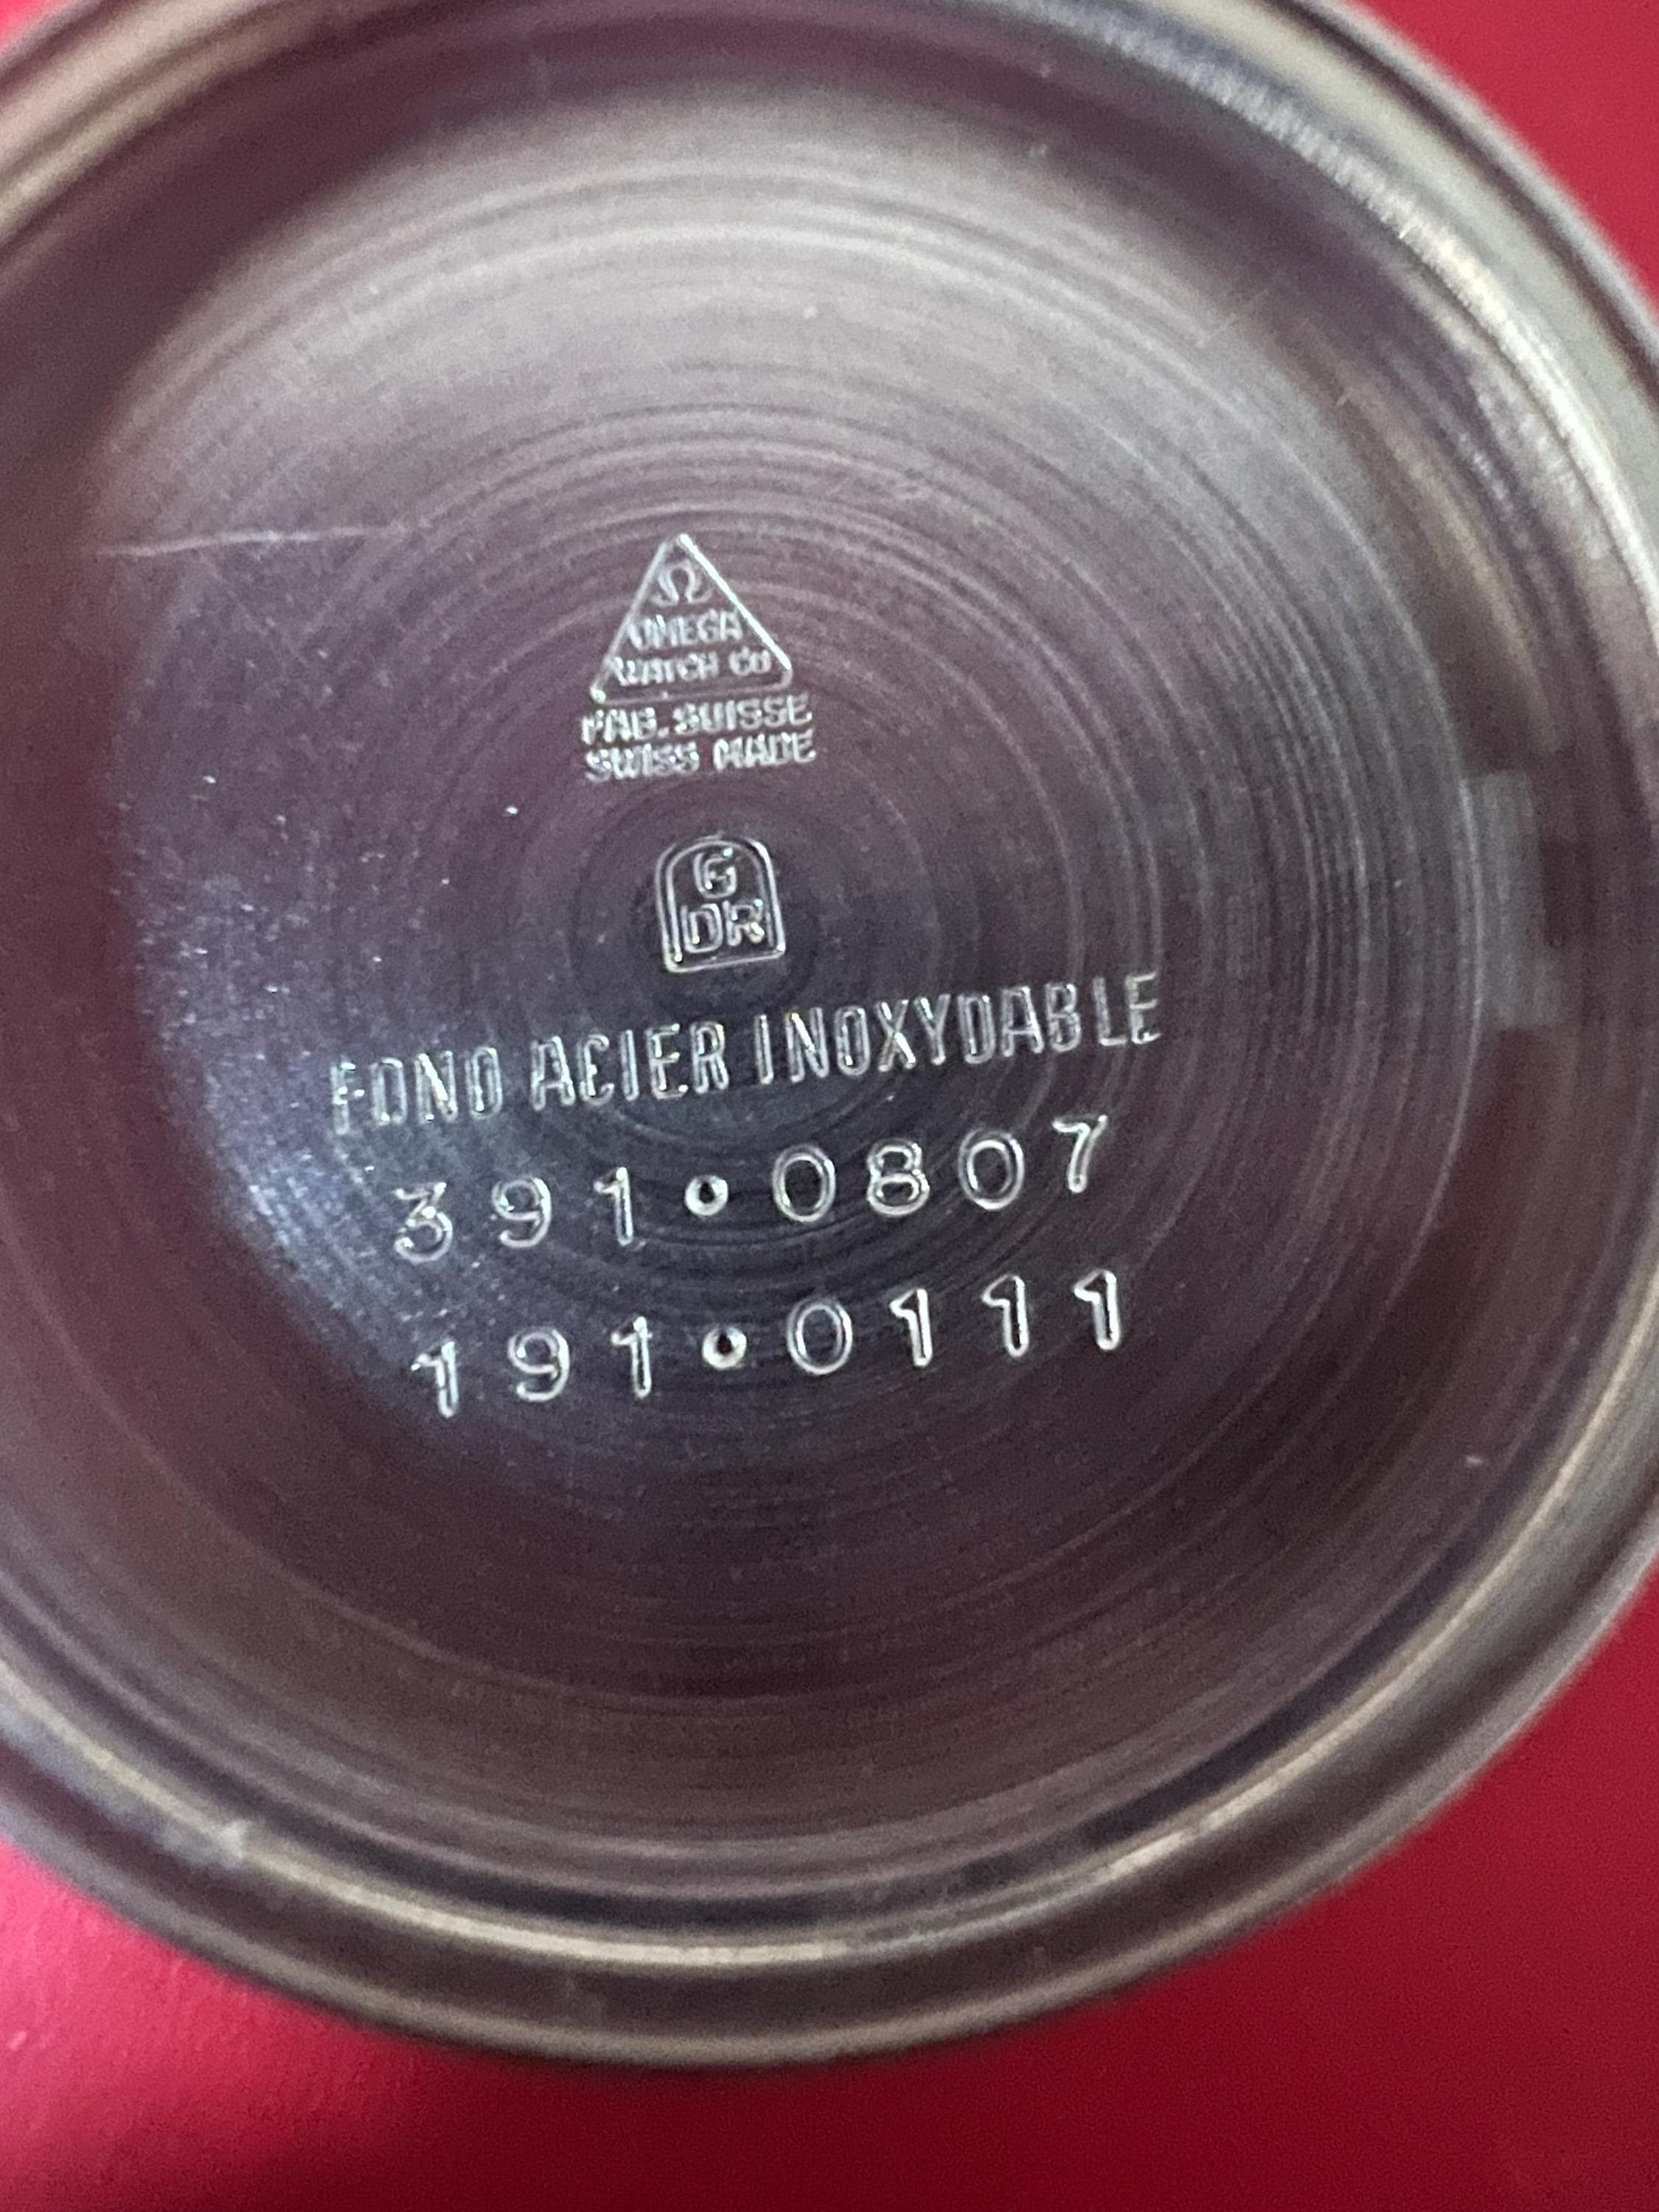 Ω
OMEGA
WATCH Co
FAB. SUISSE
SWISS MADE
G
DR
FOND ACIER INOXYDABLE
391•0807
191•0111